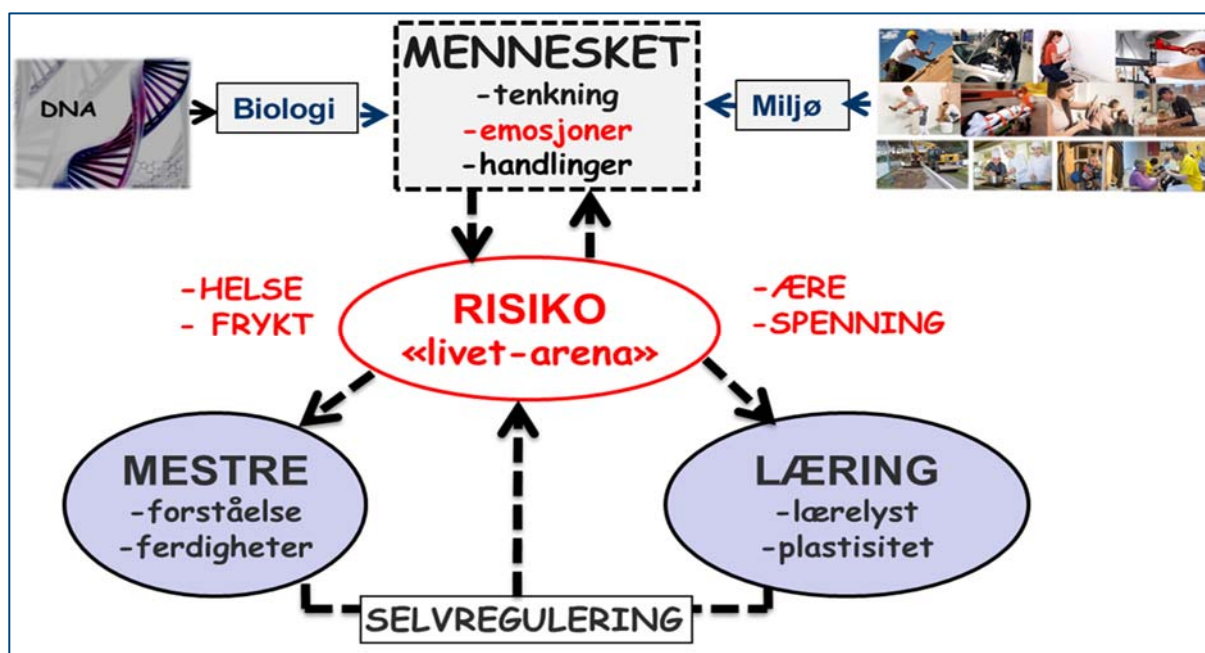 MENNESKET
-tenkning
-emosjoner
-handlinger
DNA
Biologi
Miljø
-HELSE
- FRYKT
RISIKO
«livet-arena»
-ÆRE
-SPENNING
MESTRE
-forståelse
-ferdigheter
LÆRING
-lærelyst
-plastisitet
SELVREGULERING